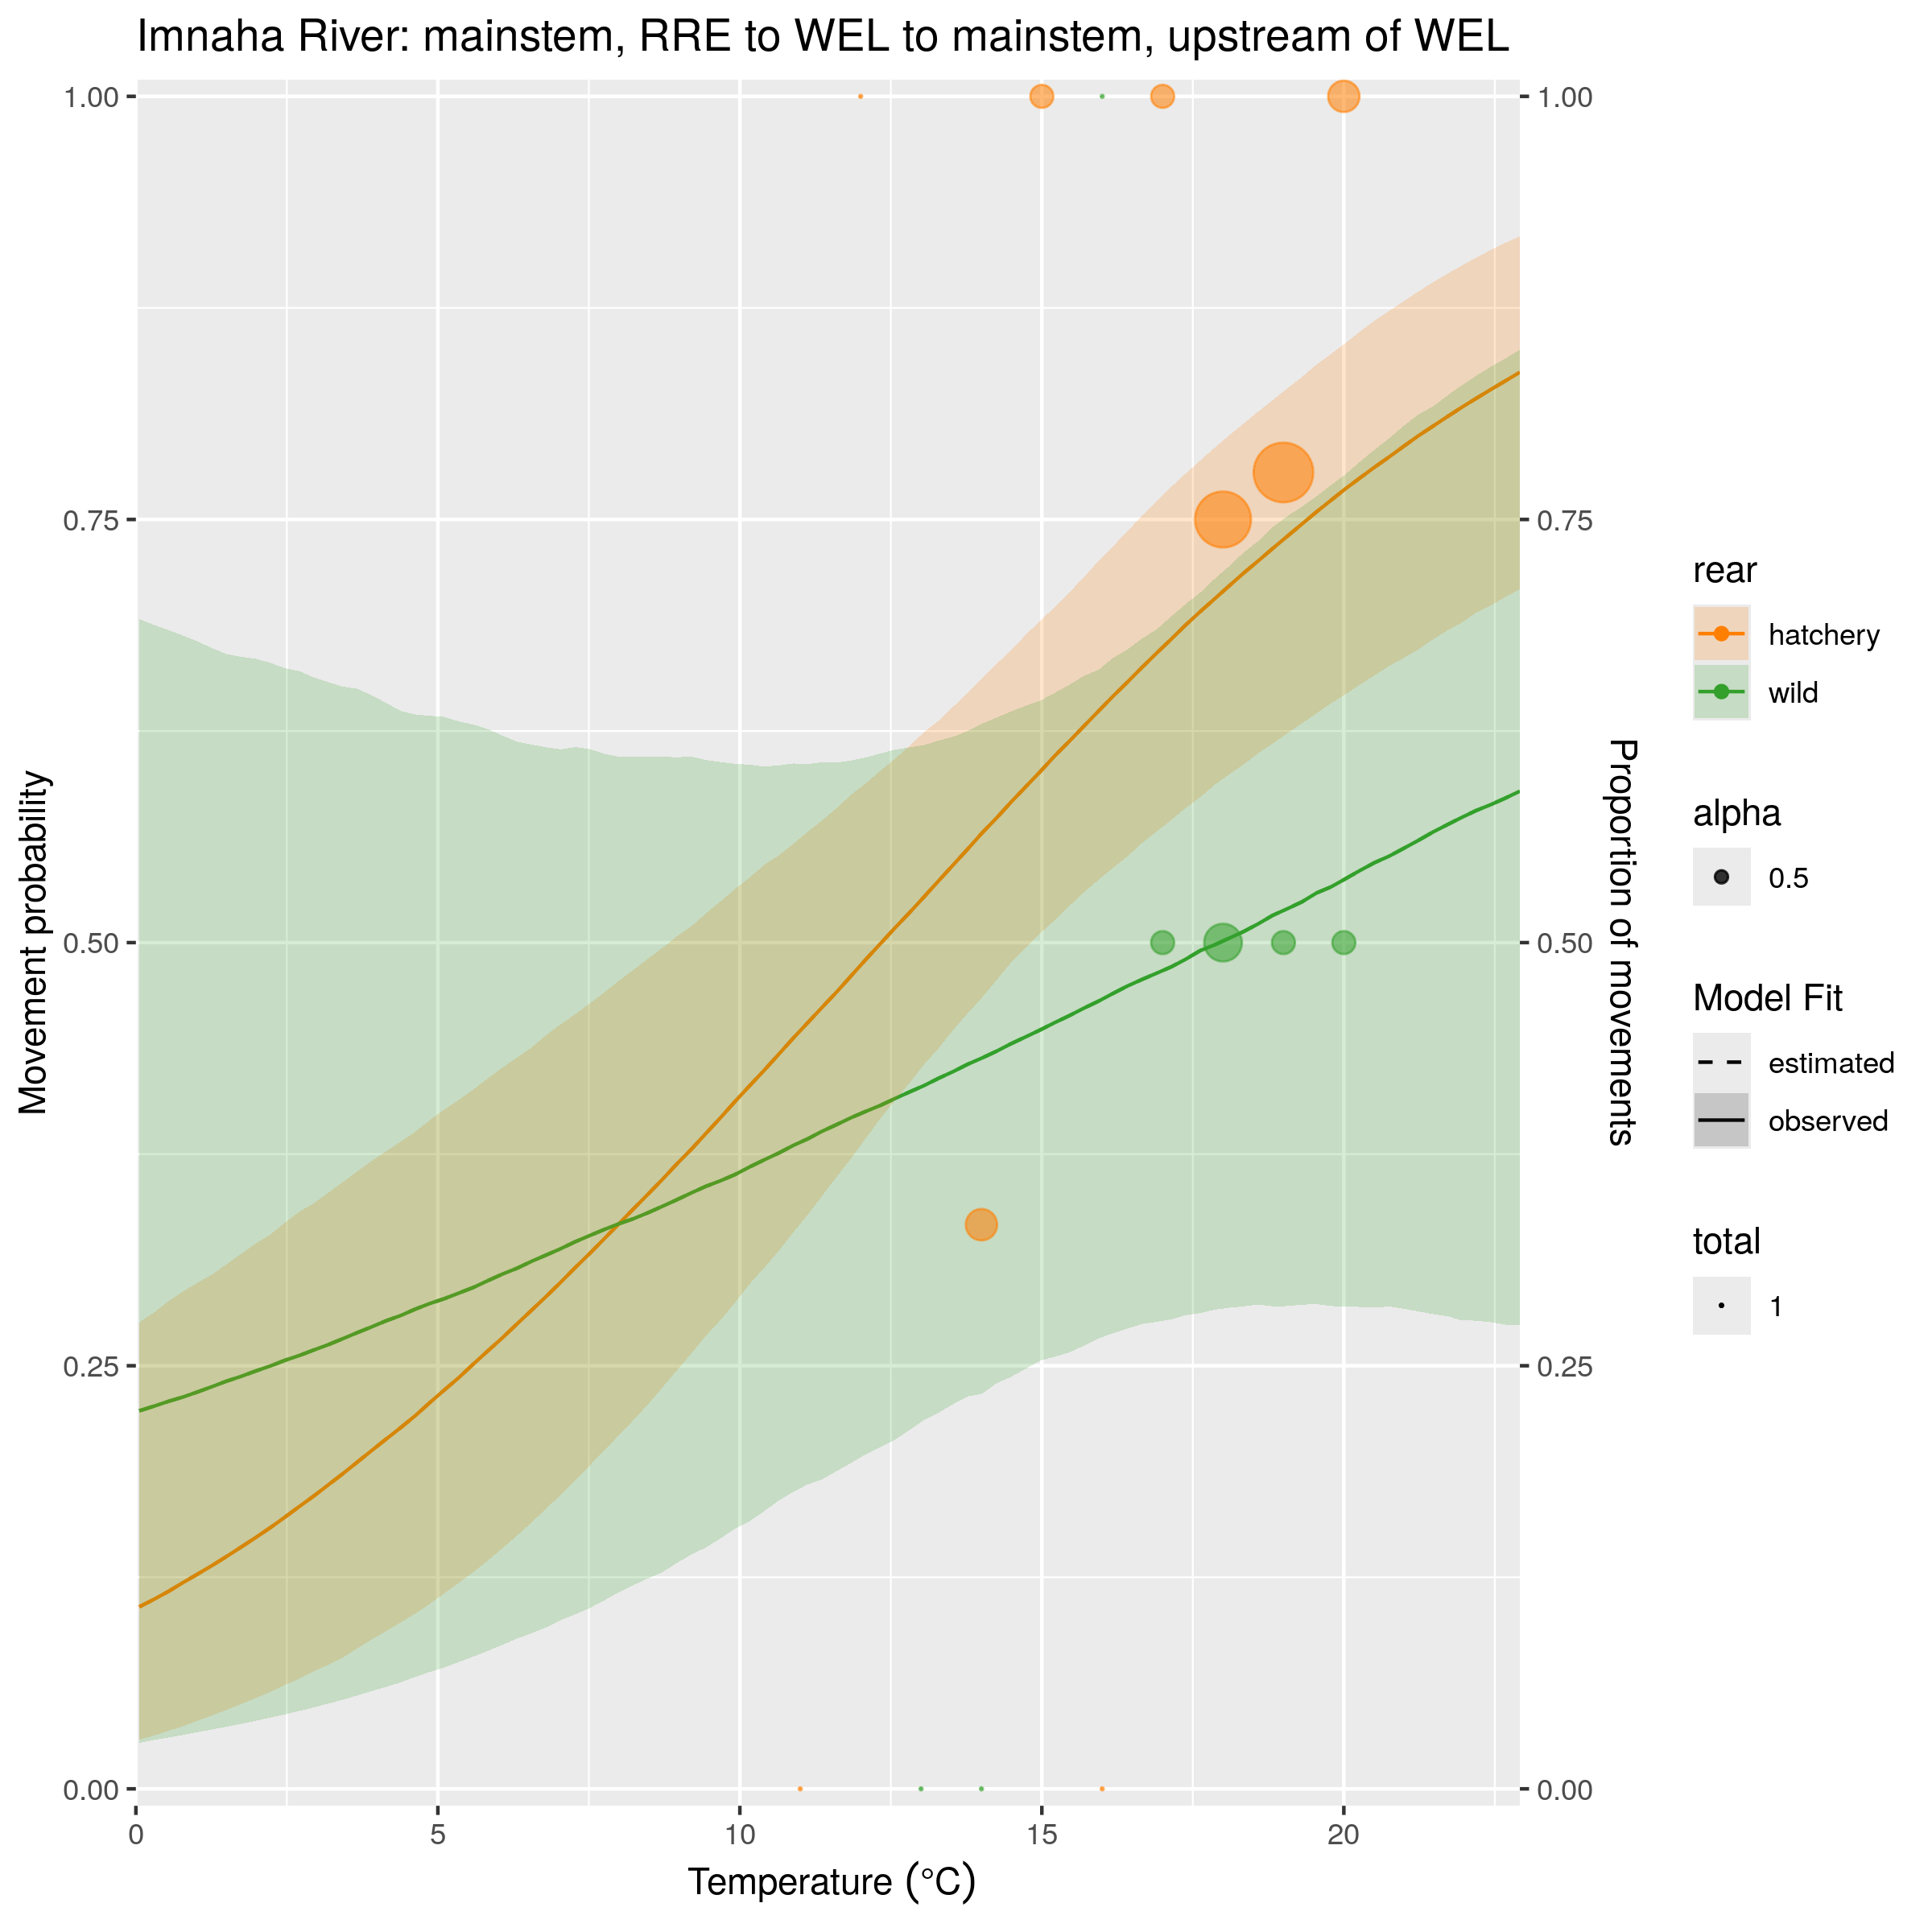 Imnaha River: mainstem, RRE to WEL to mainstem, upstream of WEL
Movement probability
1.00
0.75
0.50
0.25
0.00
0
5
10
15
20
Temperature (°C)
1.00
0.75
0.50
0.25
0.00
Proportion of movements
rear
hatchery
wild
alpha
0.5
Model Fit
estimated
observed
total
1